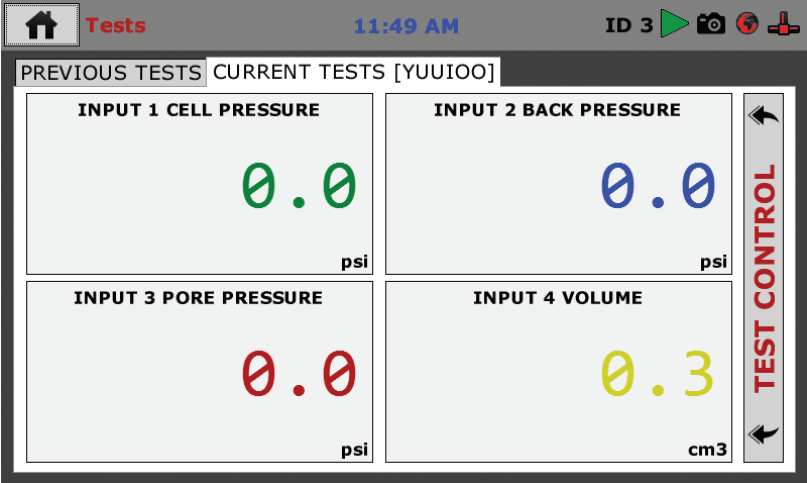 Tests
11:49 AM
ID 3
PREVIOUS TESTS
CURRENT TESTS [YUUIOO]
INPUT 1 CELL PRESSURE
0.0
psi
INPUT 2 BACK PRESSURE
0.0
psi
INPUT 3 PORE PRESSURE
0.0
psi
INPUT 4 VOLUME
0.3
cm3
TEST CONTROL